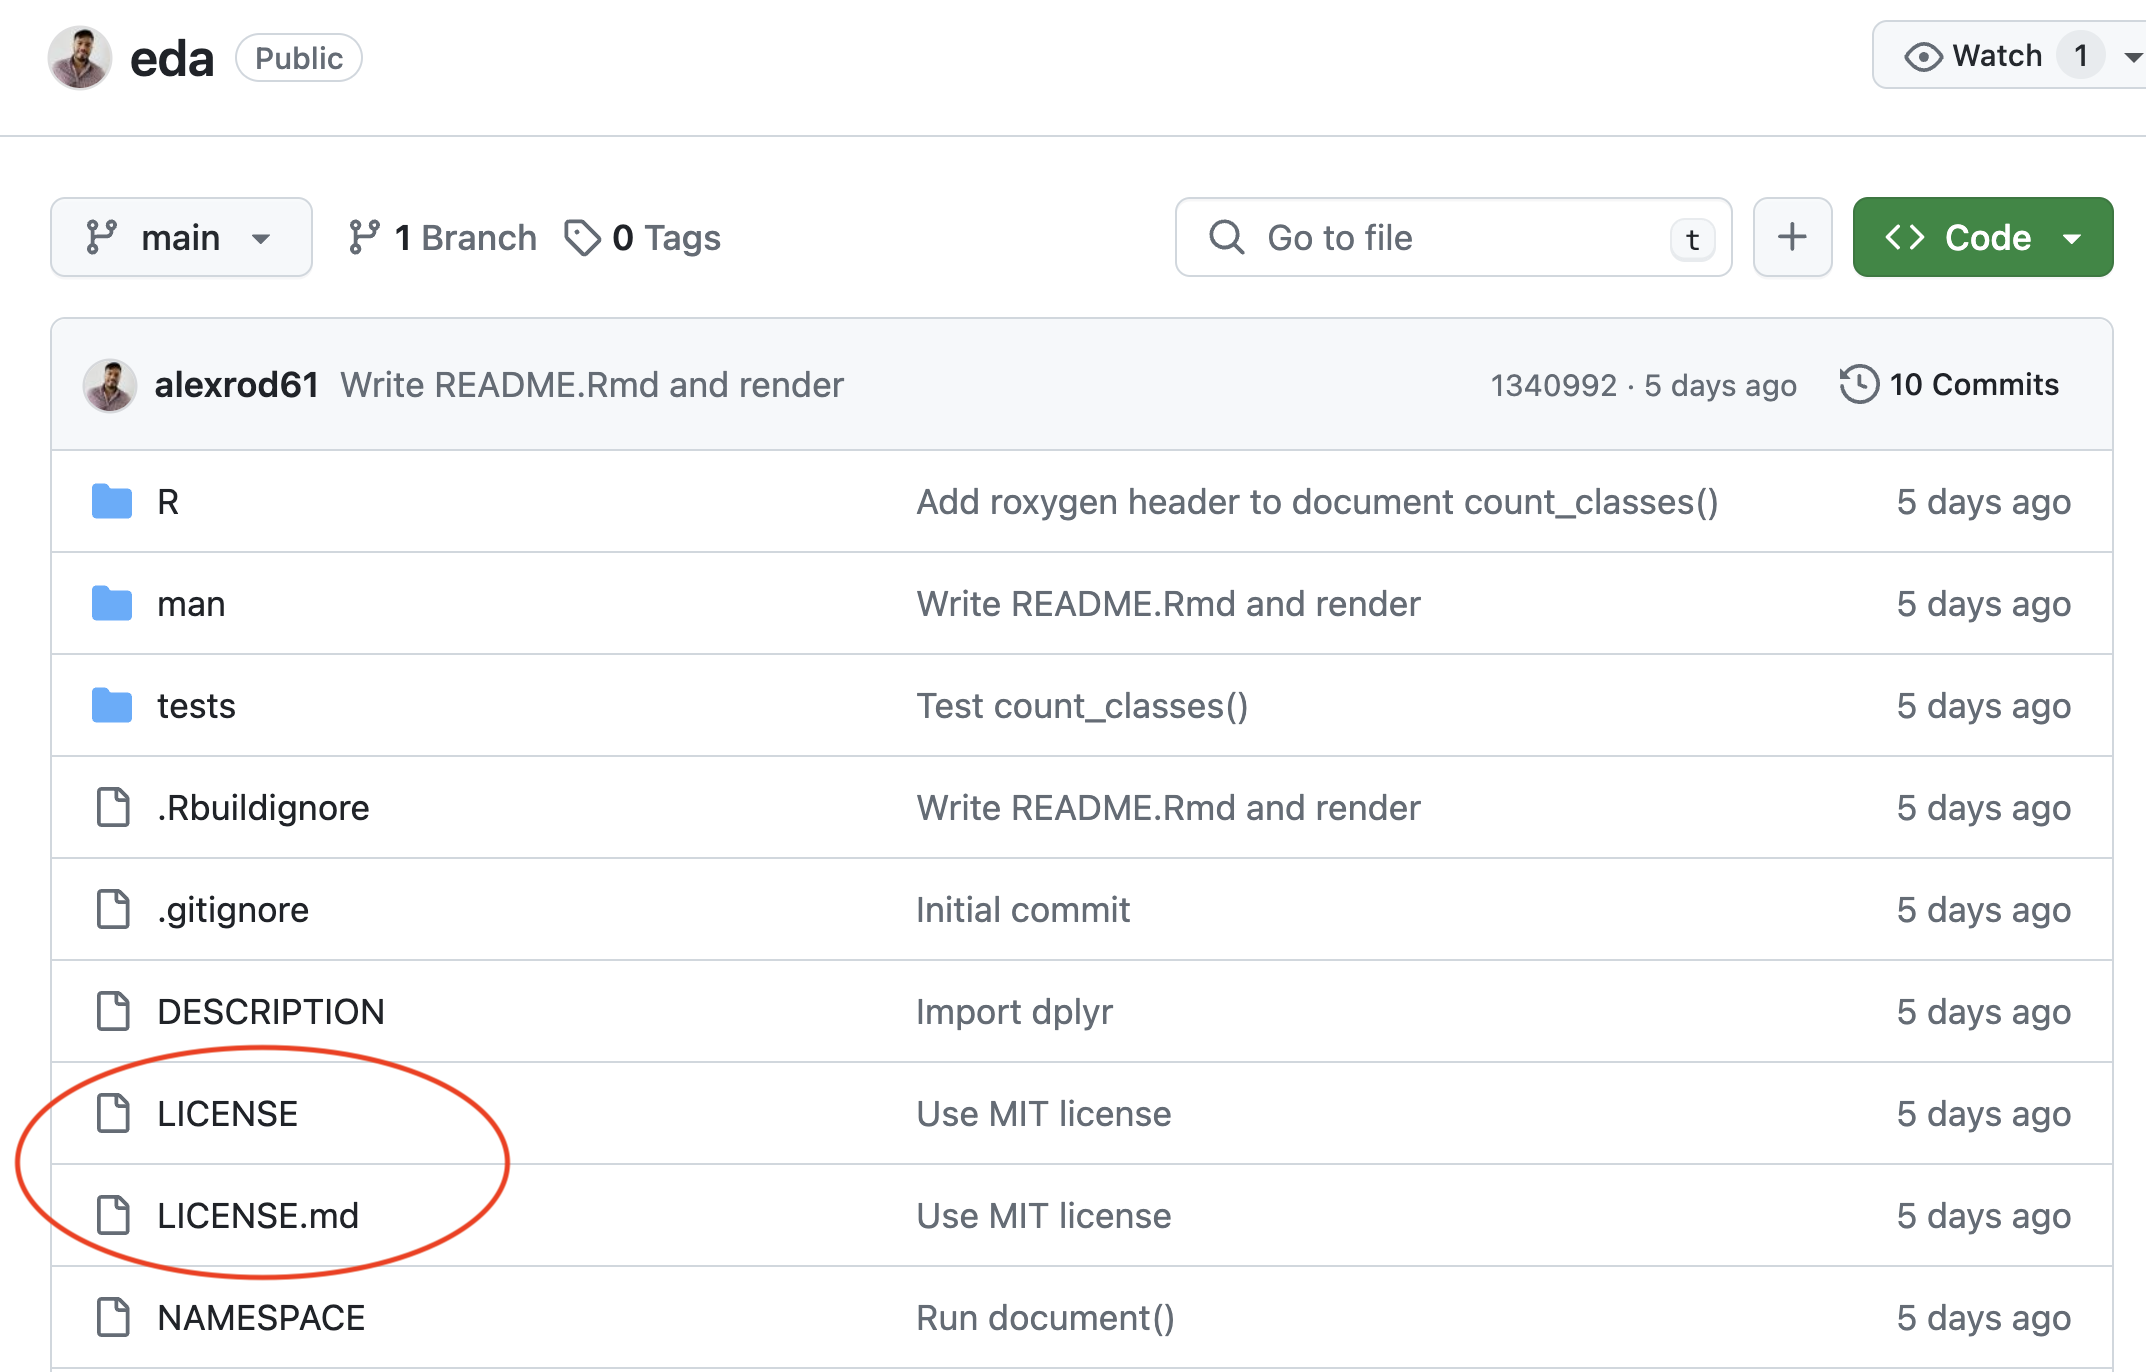 eda Public Watch 1
main 1 Branch 0 Tags Go to file t + Code
alexrod61 Write README.Rmd and render 1340992 · 5 days ago 10 Commits
R Add roxygen header to document count_classes() 5 days ago
man Write README.Rmd and render 5 days ago
tests Test count_classes() 5 days ago
.Rbuildignore Write README.Rmd and render 5 days ago
.gitignore Initial commit 5 days ago
DESCRIPTION Import dplyr 5 days ago
LICENSE Use MIT license 5 days ago
LICENSE.md Use MIT license 5 days ago
NAMESPACE Run document() 5 days ago